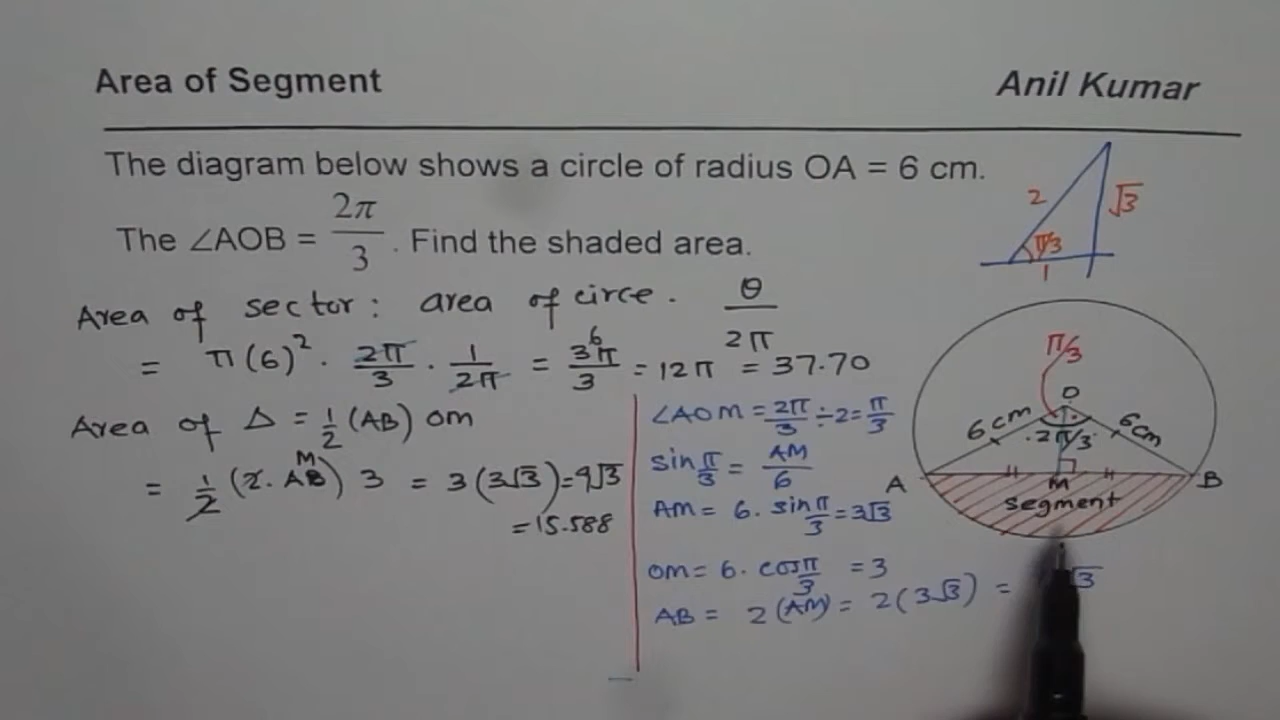 Area of Segment
Anil Kumar
The diagram below shows a circle of radius OA = 6 cm.
The ∠AOB = 2π/3 . Find the shaded area.
2
√3
π/3
1
Area of sector : area of circe . θ/2π
= π(6)² . 2π/3 . 1/2π = 36π/3 = 12π = 37.70
Area of Δ = 1/2 (AB) OM
= 1/2 (2. AM) 3 = 3(3√3) = 9√3
= 15.588
∠AOM = 2π/3 ÷ 2 = π/3
sin π/3 = AM/6
AM = 6. sin π/3 = 3√3
OM = 6. cos π/3 = 3
AB = 2(AM) = 2(3√3) = √3
π/3
O
6cm
6cm
2π/3
A
M
B
segment